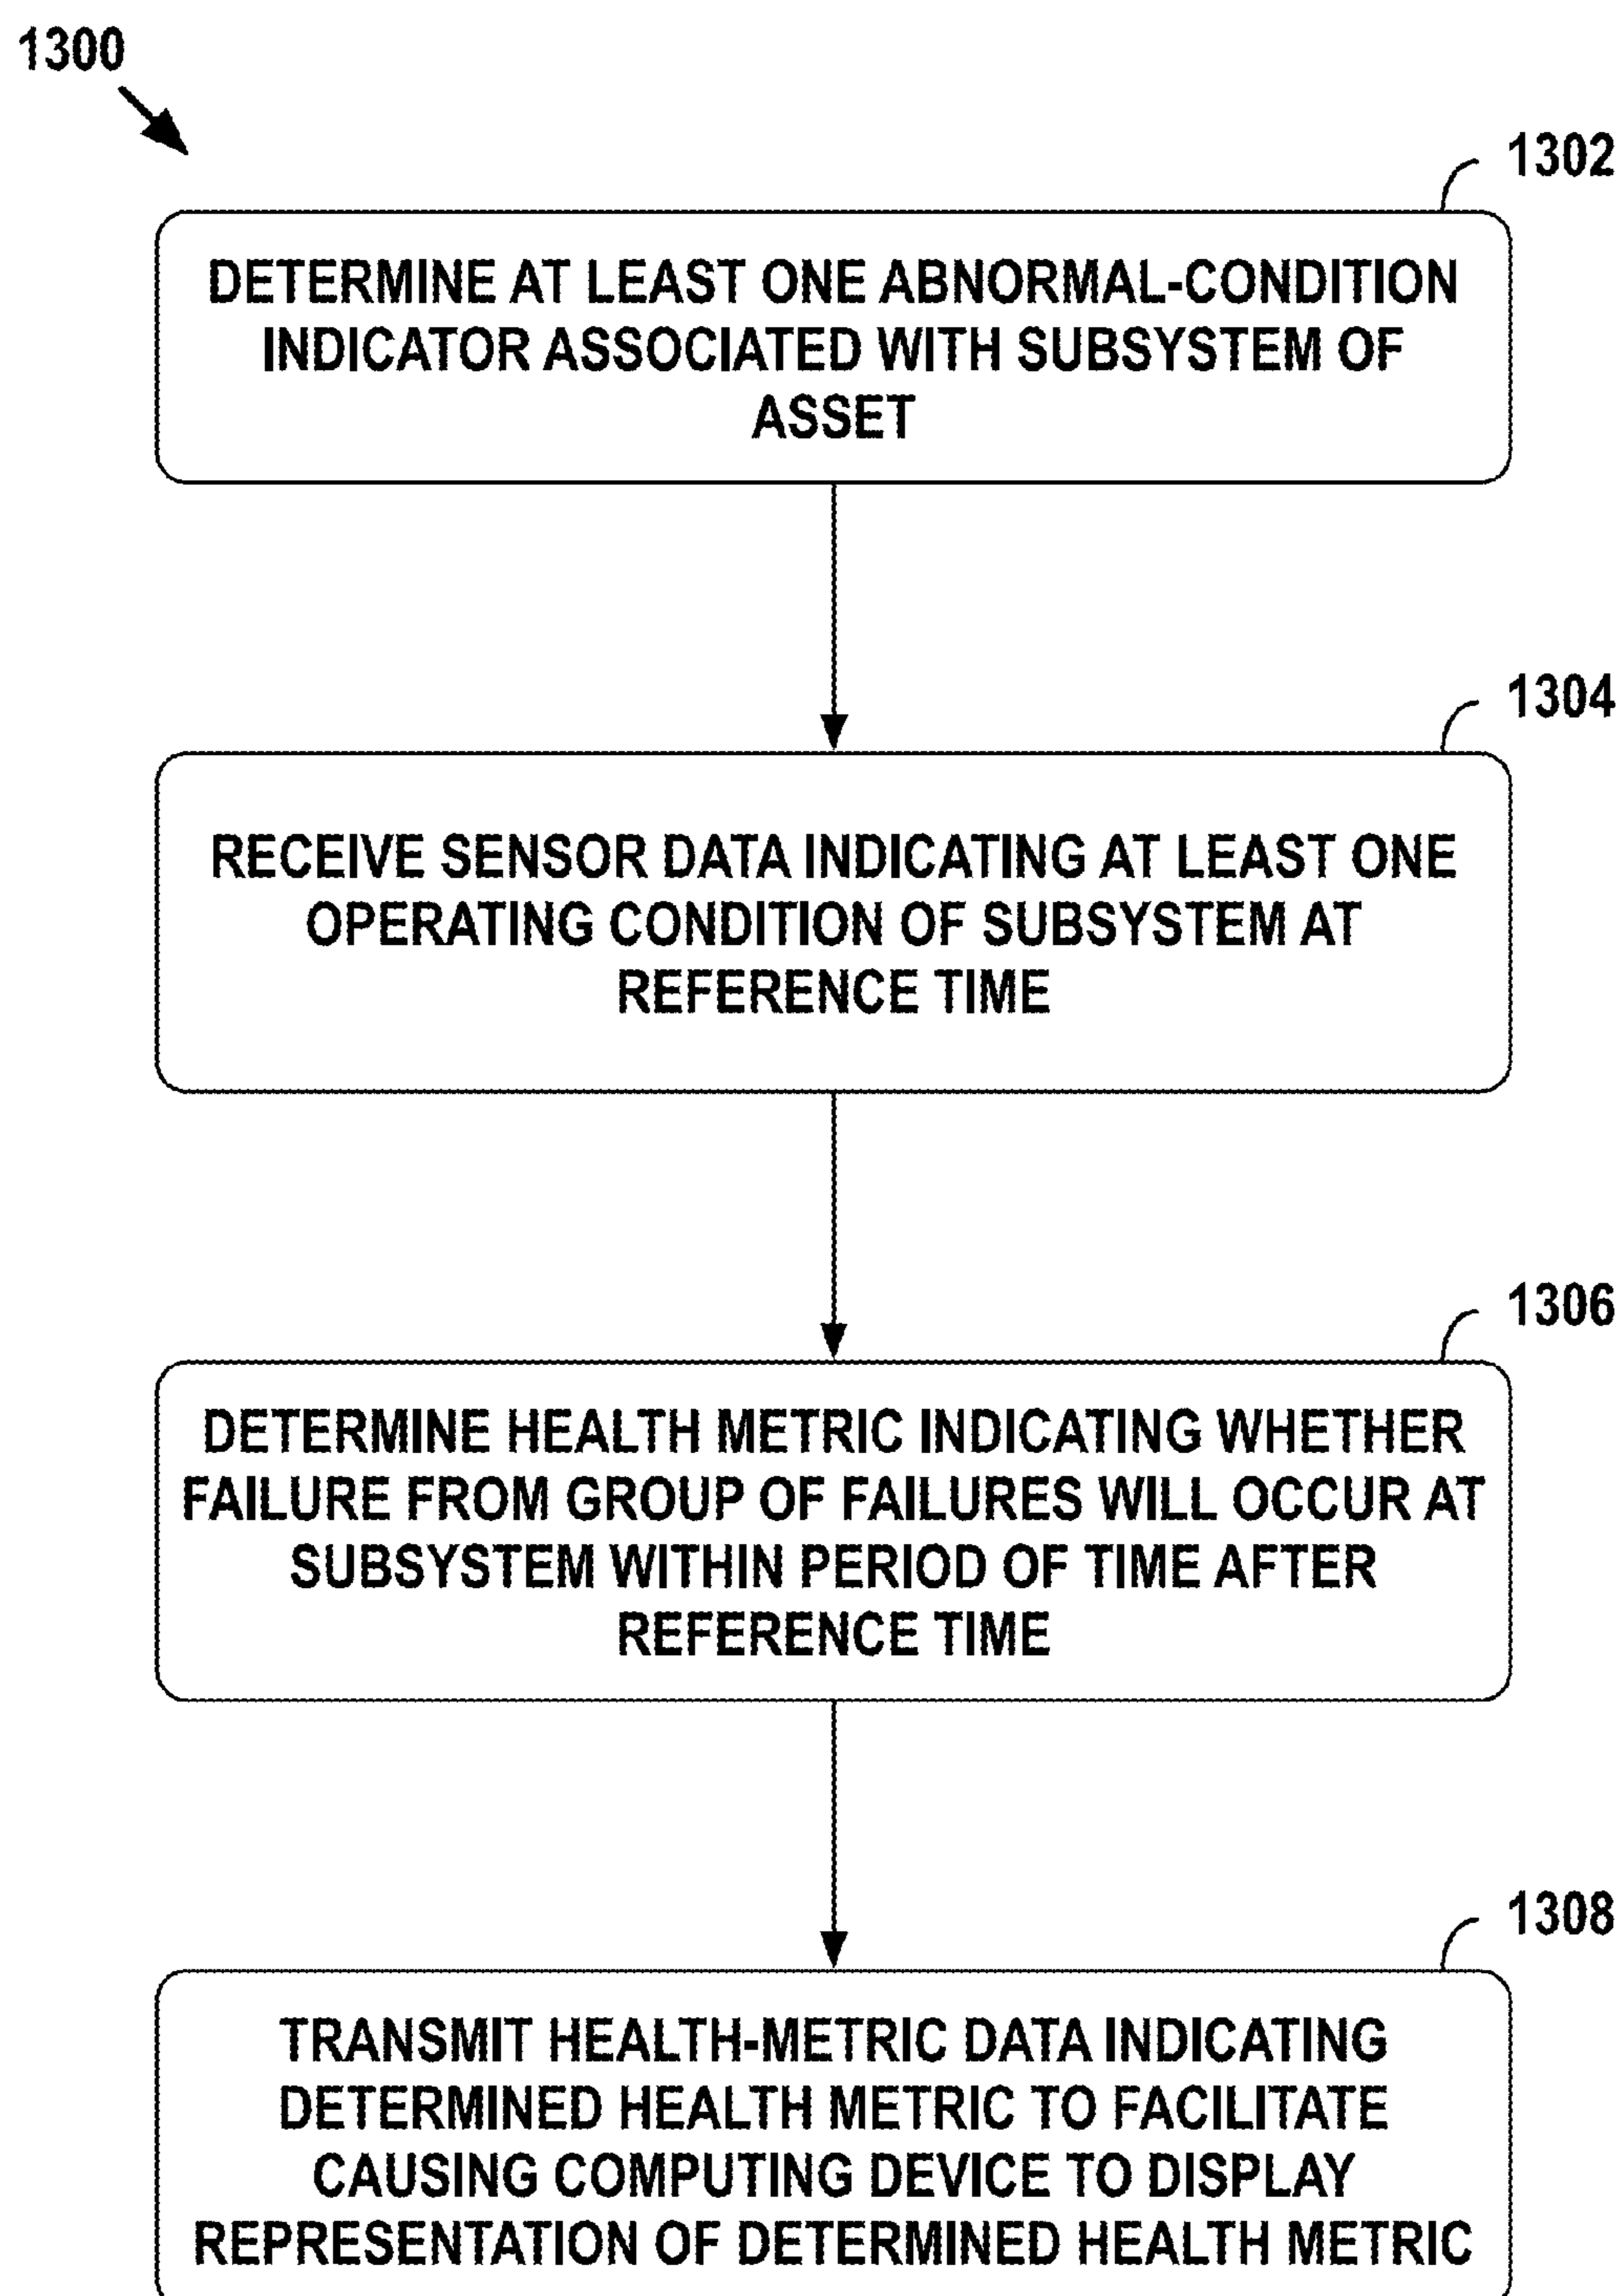 1300
1302
DETERMINE AT LEAST ONE ABNORMAL-CONDITION
INDICATOR ASSOCIATED WITH SUBSYSTEM OF
ASSET
1304
RECEIVE SENSOR DATA INDICATING AT LEAST ONE
OPERATING CONDITION OF SUBSYSTEM AT
REFERENCE TIME
1306
DETERMINE HEALTH METRIC INDICATING WHETHER
FAILURE FROM GROUP OF FAILURES WILL OCCUR AT
SUBSYSTEM WITHIN PERIOD OF TIME AFTER
REFERENCE TIME
1308
TRANSMIT HEALTH-METRIC DATA INDICATING
DETERMINED HEALTH METRIC TO FACILITATE
CAUSING COMPUTING DEVICE TO DISPLAY
REPRESENTATION OF DETERMINED HEALTH METRIC